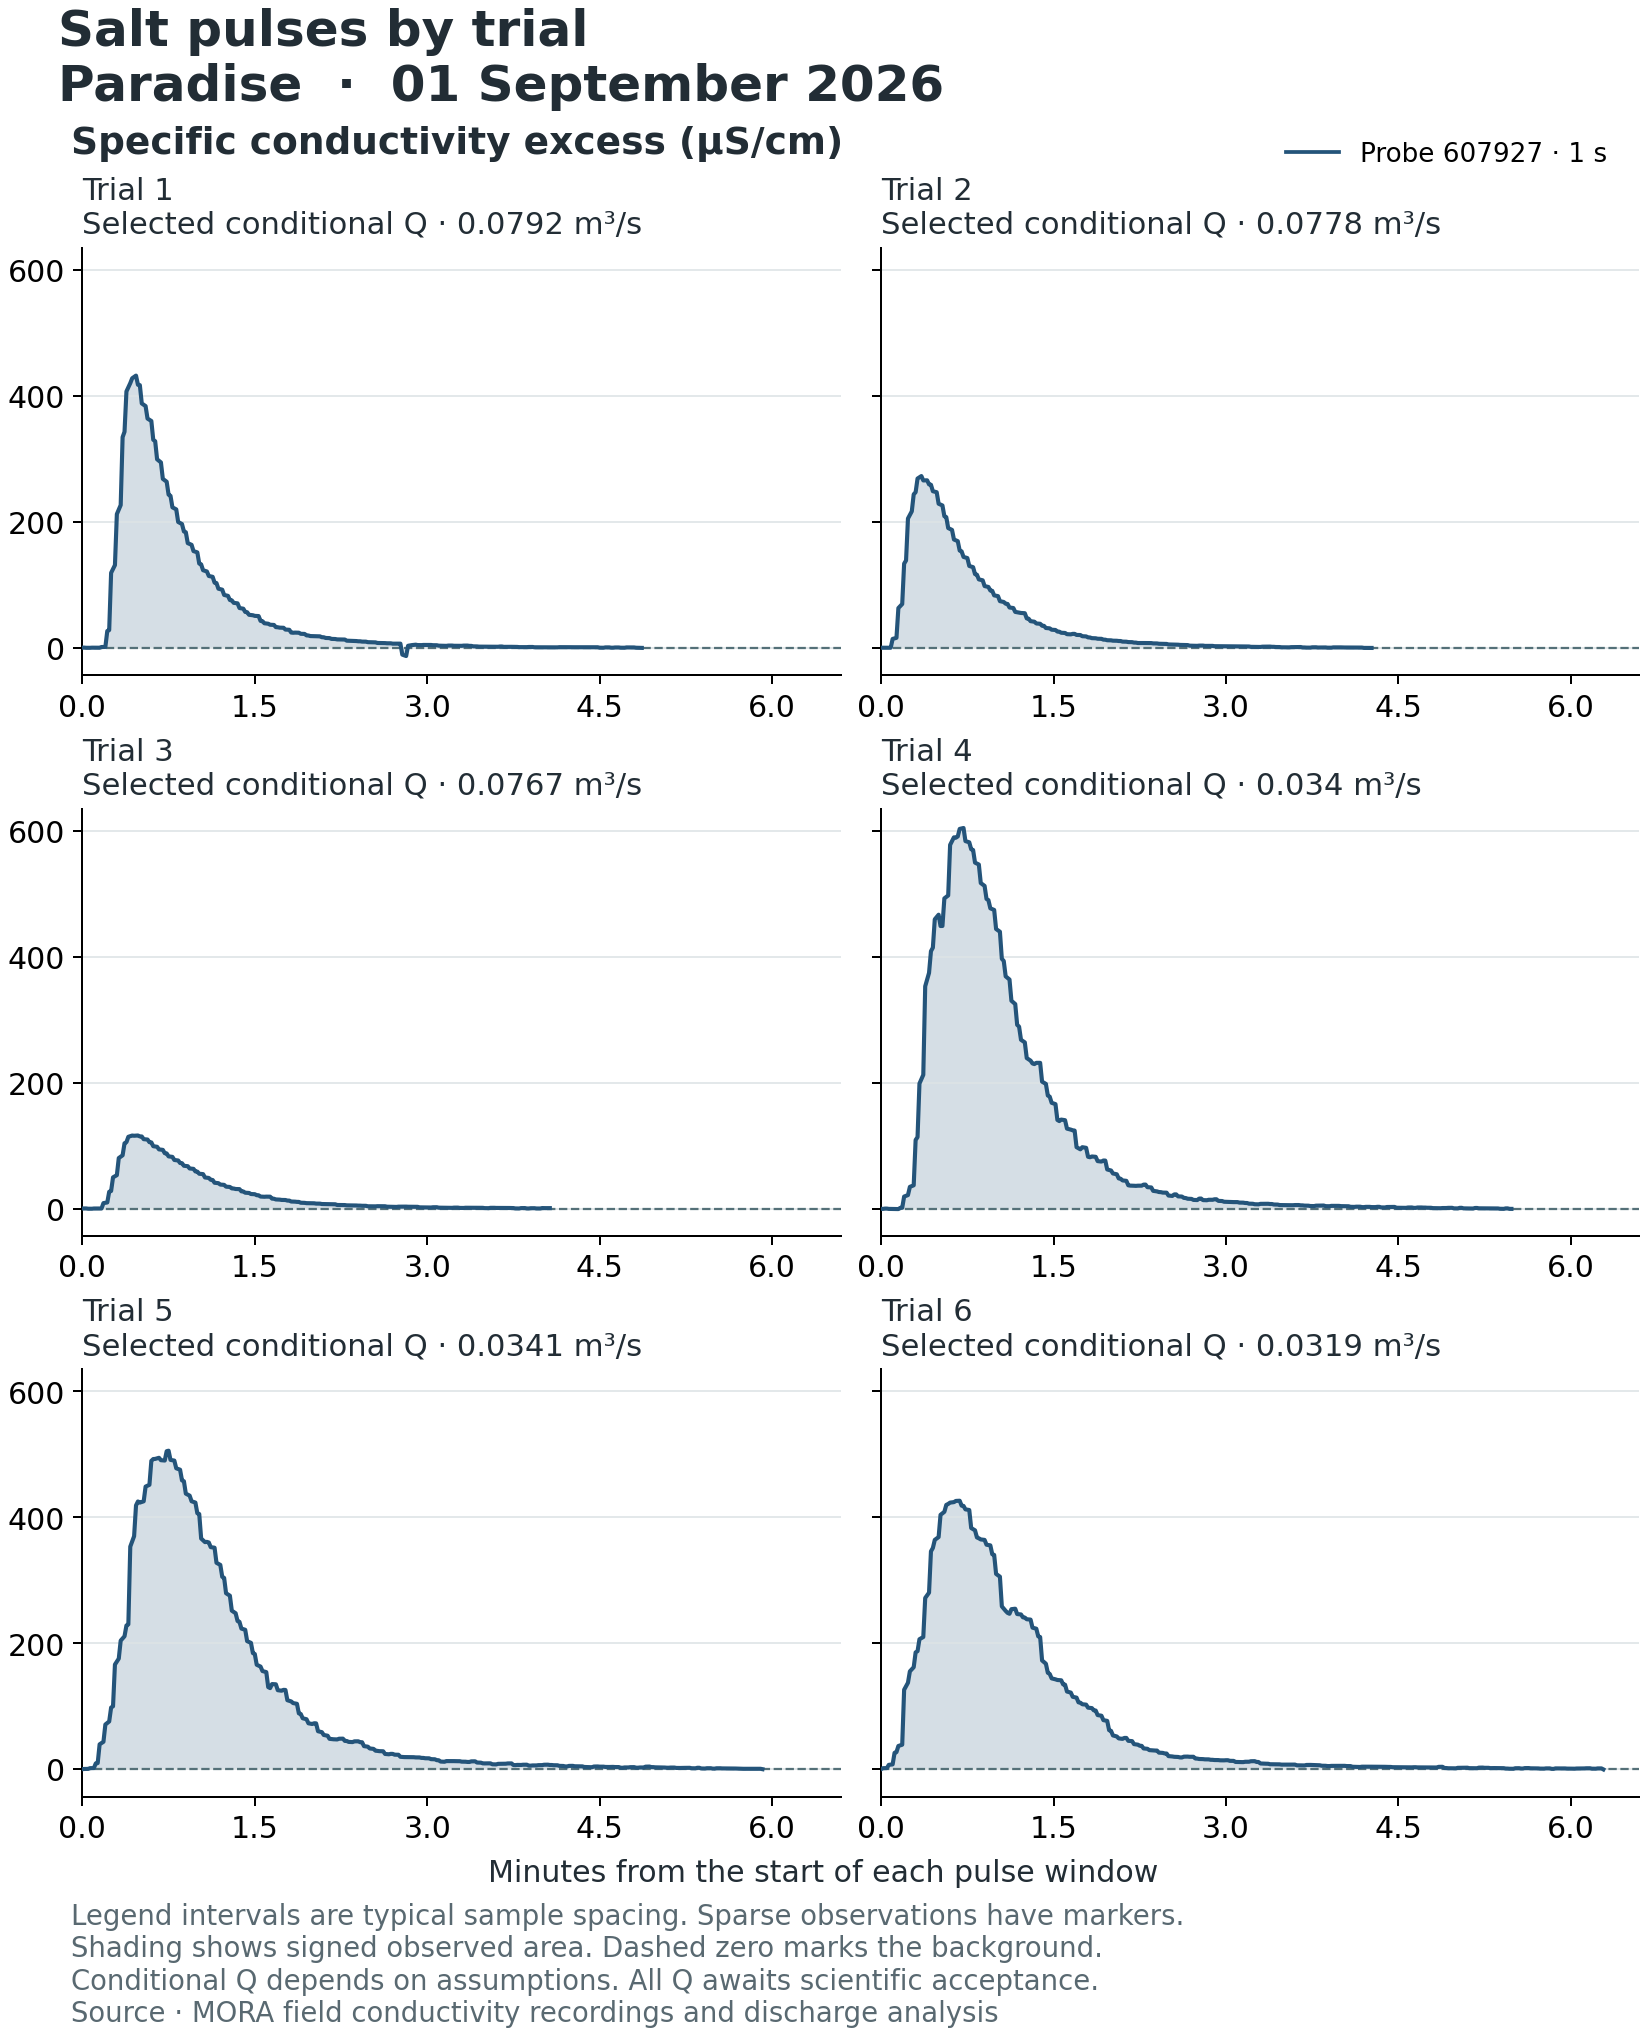 Salt pulses by trial
Paradise · 01 September 2026
Specific conductivity excess (µS/cm)
Probe 607927 · 1 s
Trial 1
Selected conditional Q · 0.0792 m³/s
Trial 2
Selected conditional Q · 0.0778 m³/s
600
400
200
0
0.0 1.5 3.0 4.5 6.0
0.0 1.5 3.0 4.5 6.0
Trial 3
Selected conditional Q · 0.0767 m³/s
Trial 4
Selected conditional Q · 0.034 m³/s
600
400
200
0
0.0 1.5 3.0 4.5 6.0
0.0 1.5 3.0 4.5 6.0
Trial 5
Selected conditional Q · 0.0341 m³/s
Trial 6
Selected conditional Q · 0.0319 m³/s
600
400
200
0
0.0 1.5 3.0 4.5 6.0
0.0 1.5 3.0 4.5 6.0
Minutes from the start of each pulse window
Legend intervals are typical sample spacing. Sparse observations have markers.
Shading shows signed observed area. Dashed zero marks the background.
Conditional Q depends on assumptions. All Q awaits scientific acceptance.
Source · MORA field conductivity recordings and discharge analysis